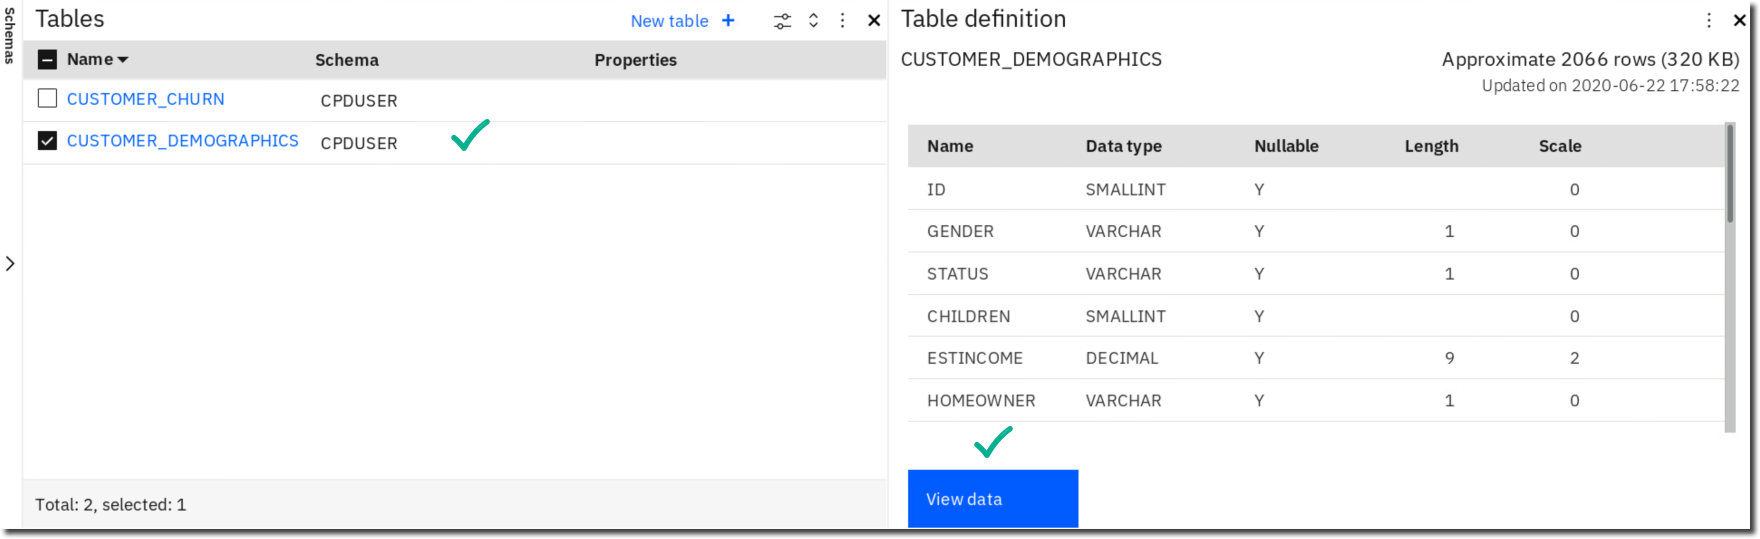 Schemas
Tables
New table +
Name Schema Properties
CUSTOMER_CHURN CPDUSER
CUSTOMER_DEMOGRAPHICS CPDUSER
Total: 2, selected: 1
Table definition
CUSTOMER_DEMOGRAPHICS Approximate 2066 rows (320 KB)
Updated on 2020-06-22 17:58:22
Name Data type Nullable Length Scale
ID SMALLINT Y 0
GENDER VARCHAR Y 1 0
STATUS VARCHAR Y 1 0
CHILDREN SMALLINT Y 0
ESTINCOME DECIMAL Y 9 2
HOMEOWNER VARCHAR Y 1 0
View data